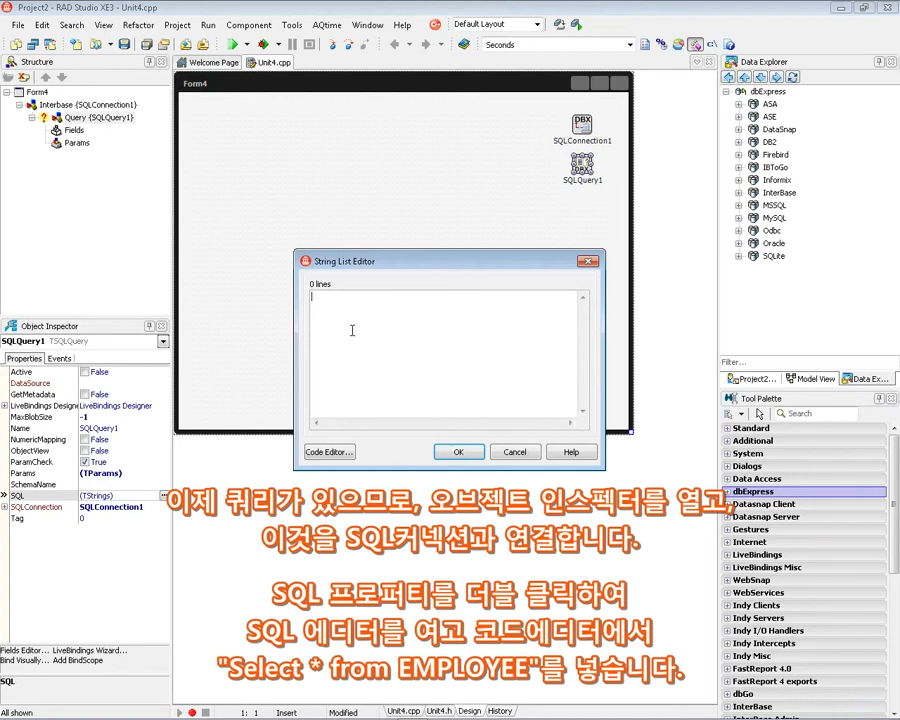 Project2 - RAD Studio XE3 - Unit4.cpp
File Edit Search View Refactor Project Run Component Tools AQtime Window Help
Default Layout
Seconds
Structure
Form4
Interbase {SQLConnection1}
Query {SQLQuery1}
Fields
Params
Welcome Page
Unit4.cpp
Form4
DBX
SQLConnection1
DBX
SQLQuery1
String List Editor
0 lines
Code Editor...
OK
Cancel
Help
Data Explorer
dbExpress
ASA
ASE
DataSnap
DB2
Firebird
IBToGo
Informix
InterBase
MSSQL
MySQL
Odbc
Oracle
SQLite
Filter...
Project2...
Model View
Data Ex...
Tool Palette
Search
Standard
Additional
System
Dialogs
Data Access
dbExpress
Datasnap Client
Datasnap Server
Gestures
Internet
LiveBindings
LiveBindings Misc
WebSnap
WebServices
Indy Clients
Indy Servers
Indy I/O Handlers
Indy Intercepts
Indy Misc
FastReport 4.0
FastReport 4 exports
dbGo
InterBase
Object Inspector
SQLQuery1 TSQLQuery
Properties Events
Active False
DataSource
GetMetadata False
LiveBindings Designer LiveBindings Designer
MaxBlobSize -1
Name SQLQuery1
NumericMapping False
ObjectView False
ParamCheck True
Params (TParams)
SchemaName
SQL (TStrings)
SQLConnection SQLConnection1
Tag 0
이제 쿼리가 있으므로, 오브젝트 인스펙터를 열고,
이것을 SQL커넥션과 연결합니다.
SQL 프로퍼티를 더블 클릭하여
SQL 에디터를 여고 코드에디터에서
"Select * from EMPLOYEE"를 넣습니다.
Fields Editor... LiveBindings Wizard...
Bind Visually... Add BindScope
SQL
All shown
1: 1
Insert
Modified
Unit4.cpp
Unit4.h
Design
History